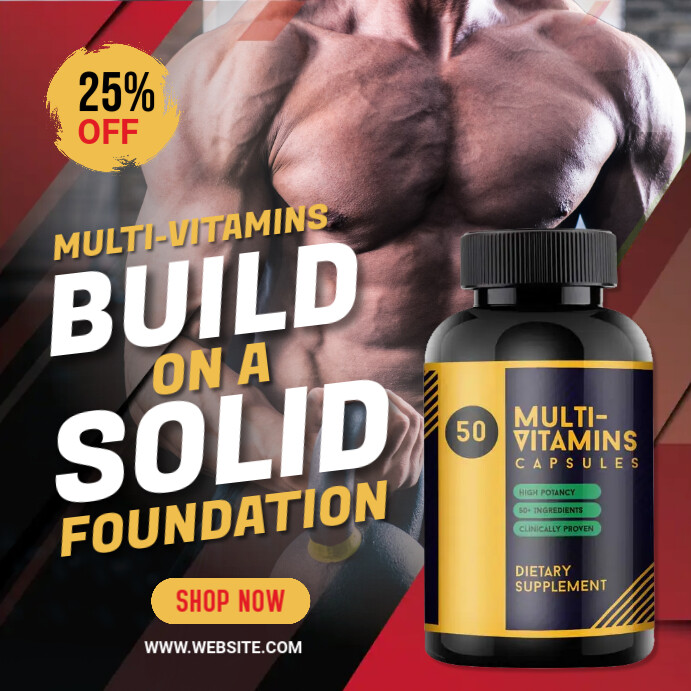 25%
OFF
MULTI-VITAMINS
BUILD
ON A
SOLID
FOUNDATION
SHOP NOW
WWW.WEBSITE.COM
50
MULTI-
VITAMINS
CAPSULES
HIGH POTANCY
50+ INGREDIENTS
CLINICALLY PROVEN
DIETARY
SUPPLEMENT